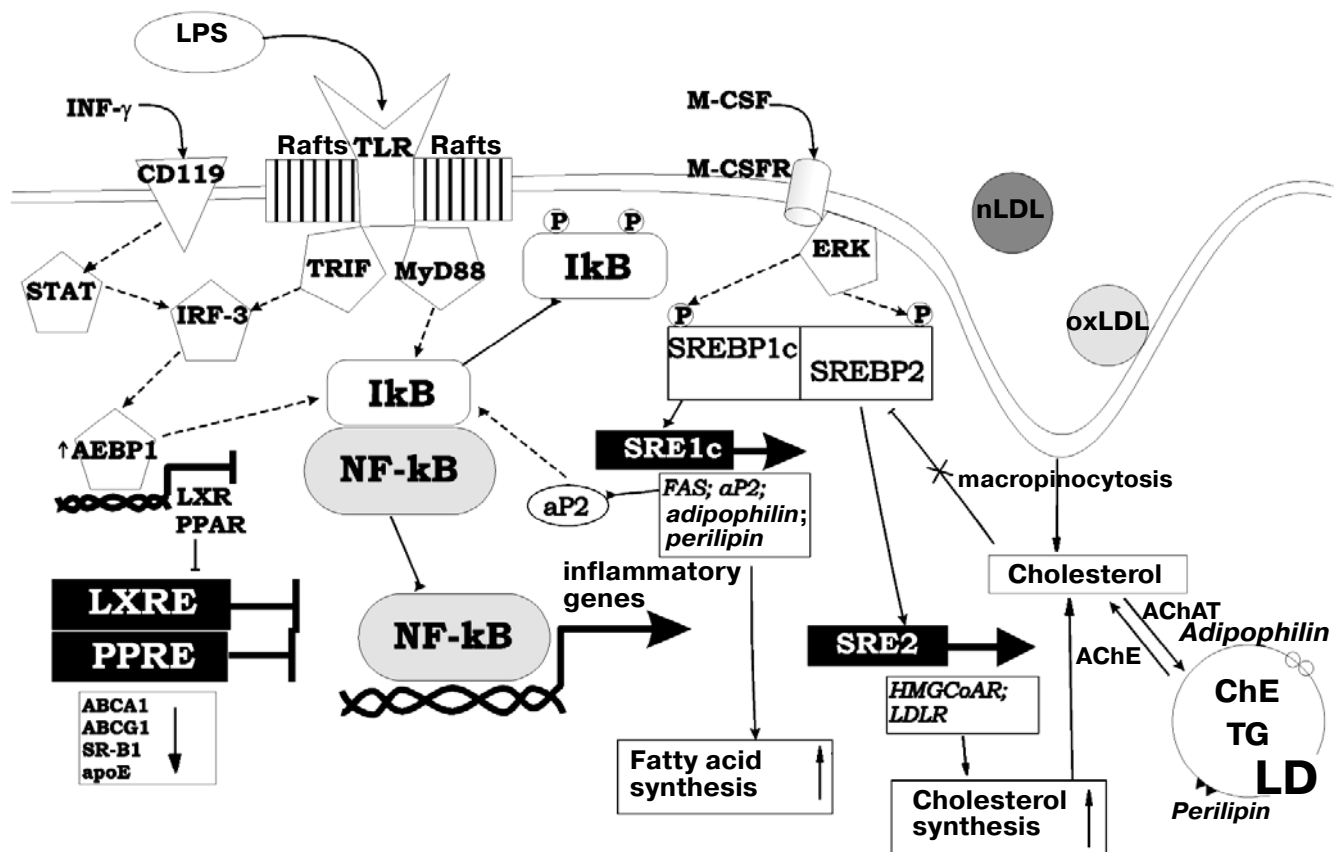 LPS
INF-γ
CD119
Rafts
TLR
Rafts
M-CSF
M-CSFR
nLDL
oxLDL
STAT
IRF-3
TRIF
MyD88
P
P
IkB
ERK
P
P
SREBP1c
SREBP2
IkB
NF-kB
↑AEBP1
LXR
PPAR
SRE1c
aP2
FAS; aP2;
adipophilin;
perilipin
macropinocytosis
Cholesterol
LXRE
PPRE
ABCA1
ABCG1
SR-B1
apoE
NF-kB
inflammatory
genes
SRE2
HMGCoAR;
LDLR
AChAT
AChE
Adipophilin
ChE
TG
LD
Perilipin
Fatty acid
synthesis
Cholesterol
synthesis